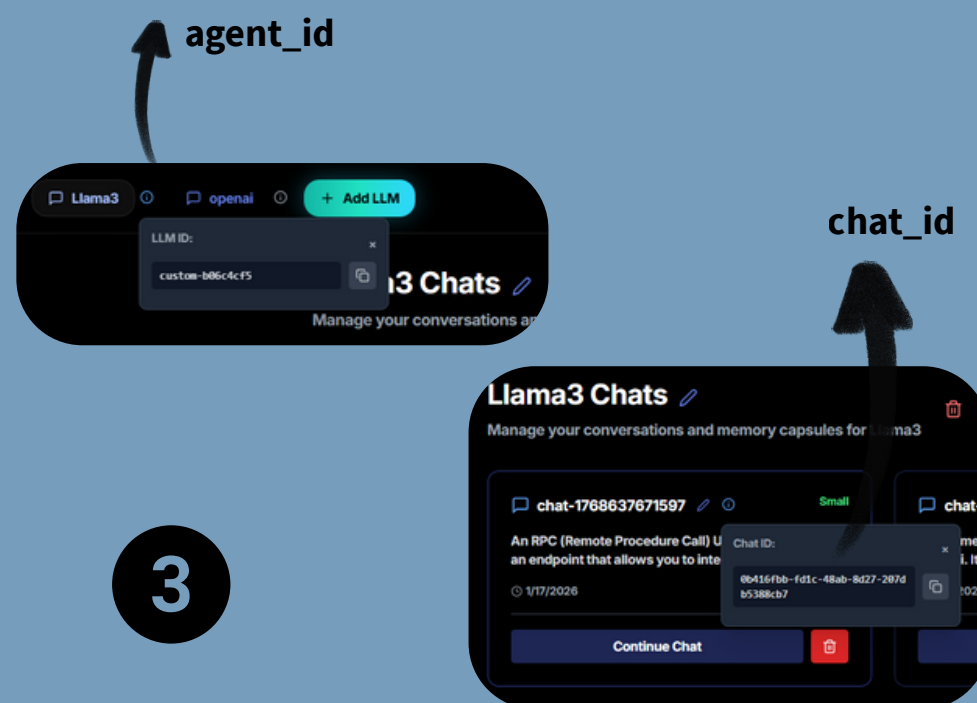 agent_id
Llama3
openai
+ Add LLM
LLM ID:
×
custom-b06c4cf5
a3 Chats
Manage your conversations an
chat_id
Llama3 Chats
Manage your conversations and memory capsules for Llama3
chat-1768637671597
Small
chat-
An RPC (Remote Procedure Call) U
an endpoint that allows you to inte
Chat ID:
×
0b416fbb-fd1c-48ab-8d27-207d
b5388cb7
1/17/2026
Continue Chat
3